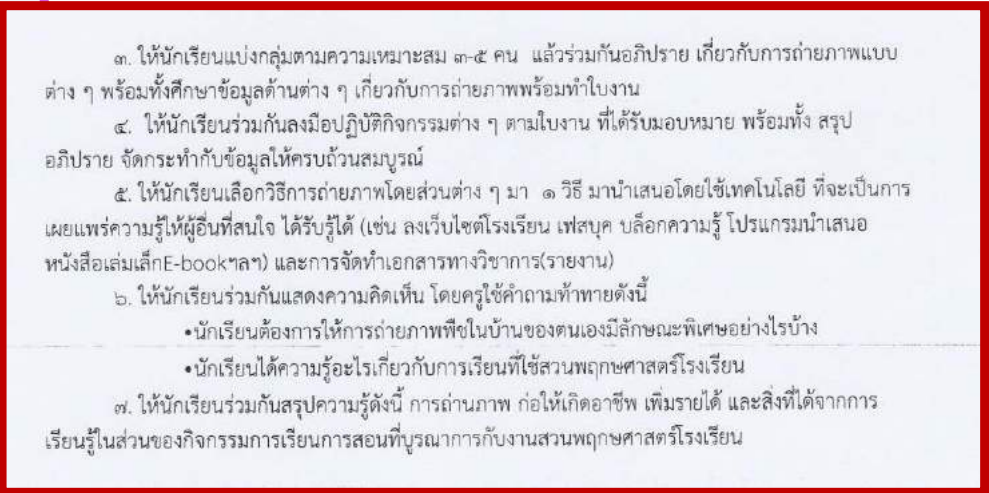 ๓. ให้นักเรียนแบ่งกลุ่มตามความเหมาะสม ๓-๕ คน แล้วร่วมกันอภิปราย เกี่ยวกับการถ่ายภาพแบบ
ต่าง ๆ พร้อมทั้งศึกษาข้อมูลด้านต่าง ๆ เกี่ยวกับการถ่ายภาพพร้อมทำใบงาน
๔. ให้นักเรียนร่วมกันลงมือปฏิบัติกิจกรรมต่าง ๆ ตามใบงาน ที่ได้รับมอบหมาย พร้อมทั้ง สรุป
อภิปราย จัดกระทำกับข้อมูลให้ครบถ้วนสมบูรณ์
๕. ให้นักเรียนเลือกวิธีการถ่ายภาพโดยส่วนต่าง ๆ มา ๑ วิธี มานำเสนอโดยใช้เทคโนโลยี ที่จะเป็นการ
เผยแพร่ความรู้ให้ผู้อื่นที่สนใจ ได้รับรู้ได้ (เช่น ลงเว็บไซต์โรงเรียน เฟสบุค บล็อกความรู้ โปรแกรมนำเสนอ
หนังสือเล่มเล็กE-bookฯลฯ) และการจัดทำเอกสารทางวิชาการ(รายงาน)
๖. ให้นักเรียนร่วมกันแสดงความคิดเห็น โดยครูใช้คำถามท้าทายดังนี้
•นักเรียนต้องการให้การถ่ายภาพพืชในบ้านของตนเองมีลักษณะพิเศษอย่างไรบ้าง
•นักเรียนได้ความรู้อะไรเกี่ยวกับการเรียนที่ใช้สวนพฤกษศาสตร์โรงเรียน
๗. ให้นักเรียนร่วมกันสรุปความรู้ดังนี้ การถ่านภาพ ก่อให้เกิดอาชีพ เพิ่มรายได้ และสิ่งที่ได้จากการ
เรียนรู้ในส่วนของกิจกรรมการเรียนการสอนที่บูรณาการกับงานสวนพฤกษศาสตร์โรงเรียน